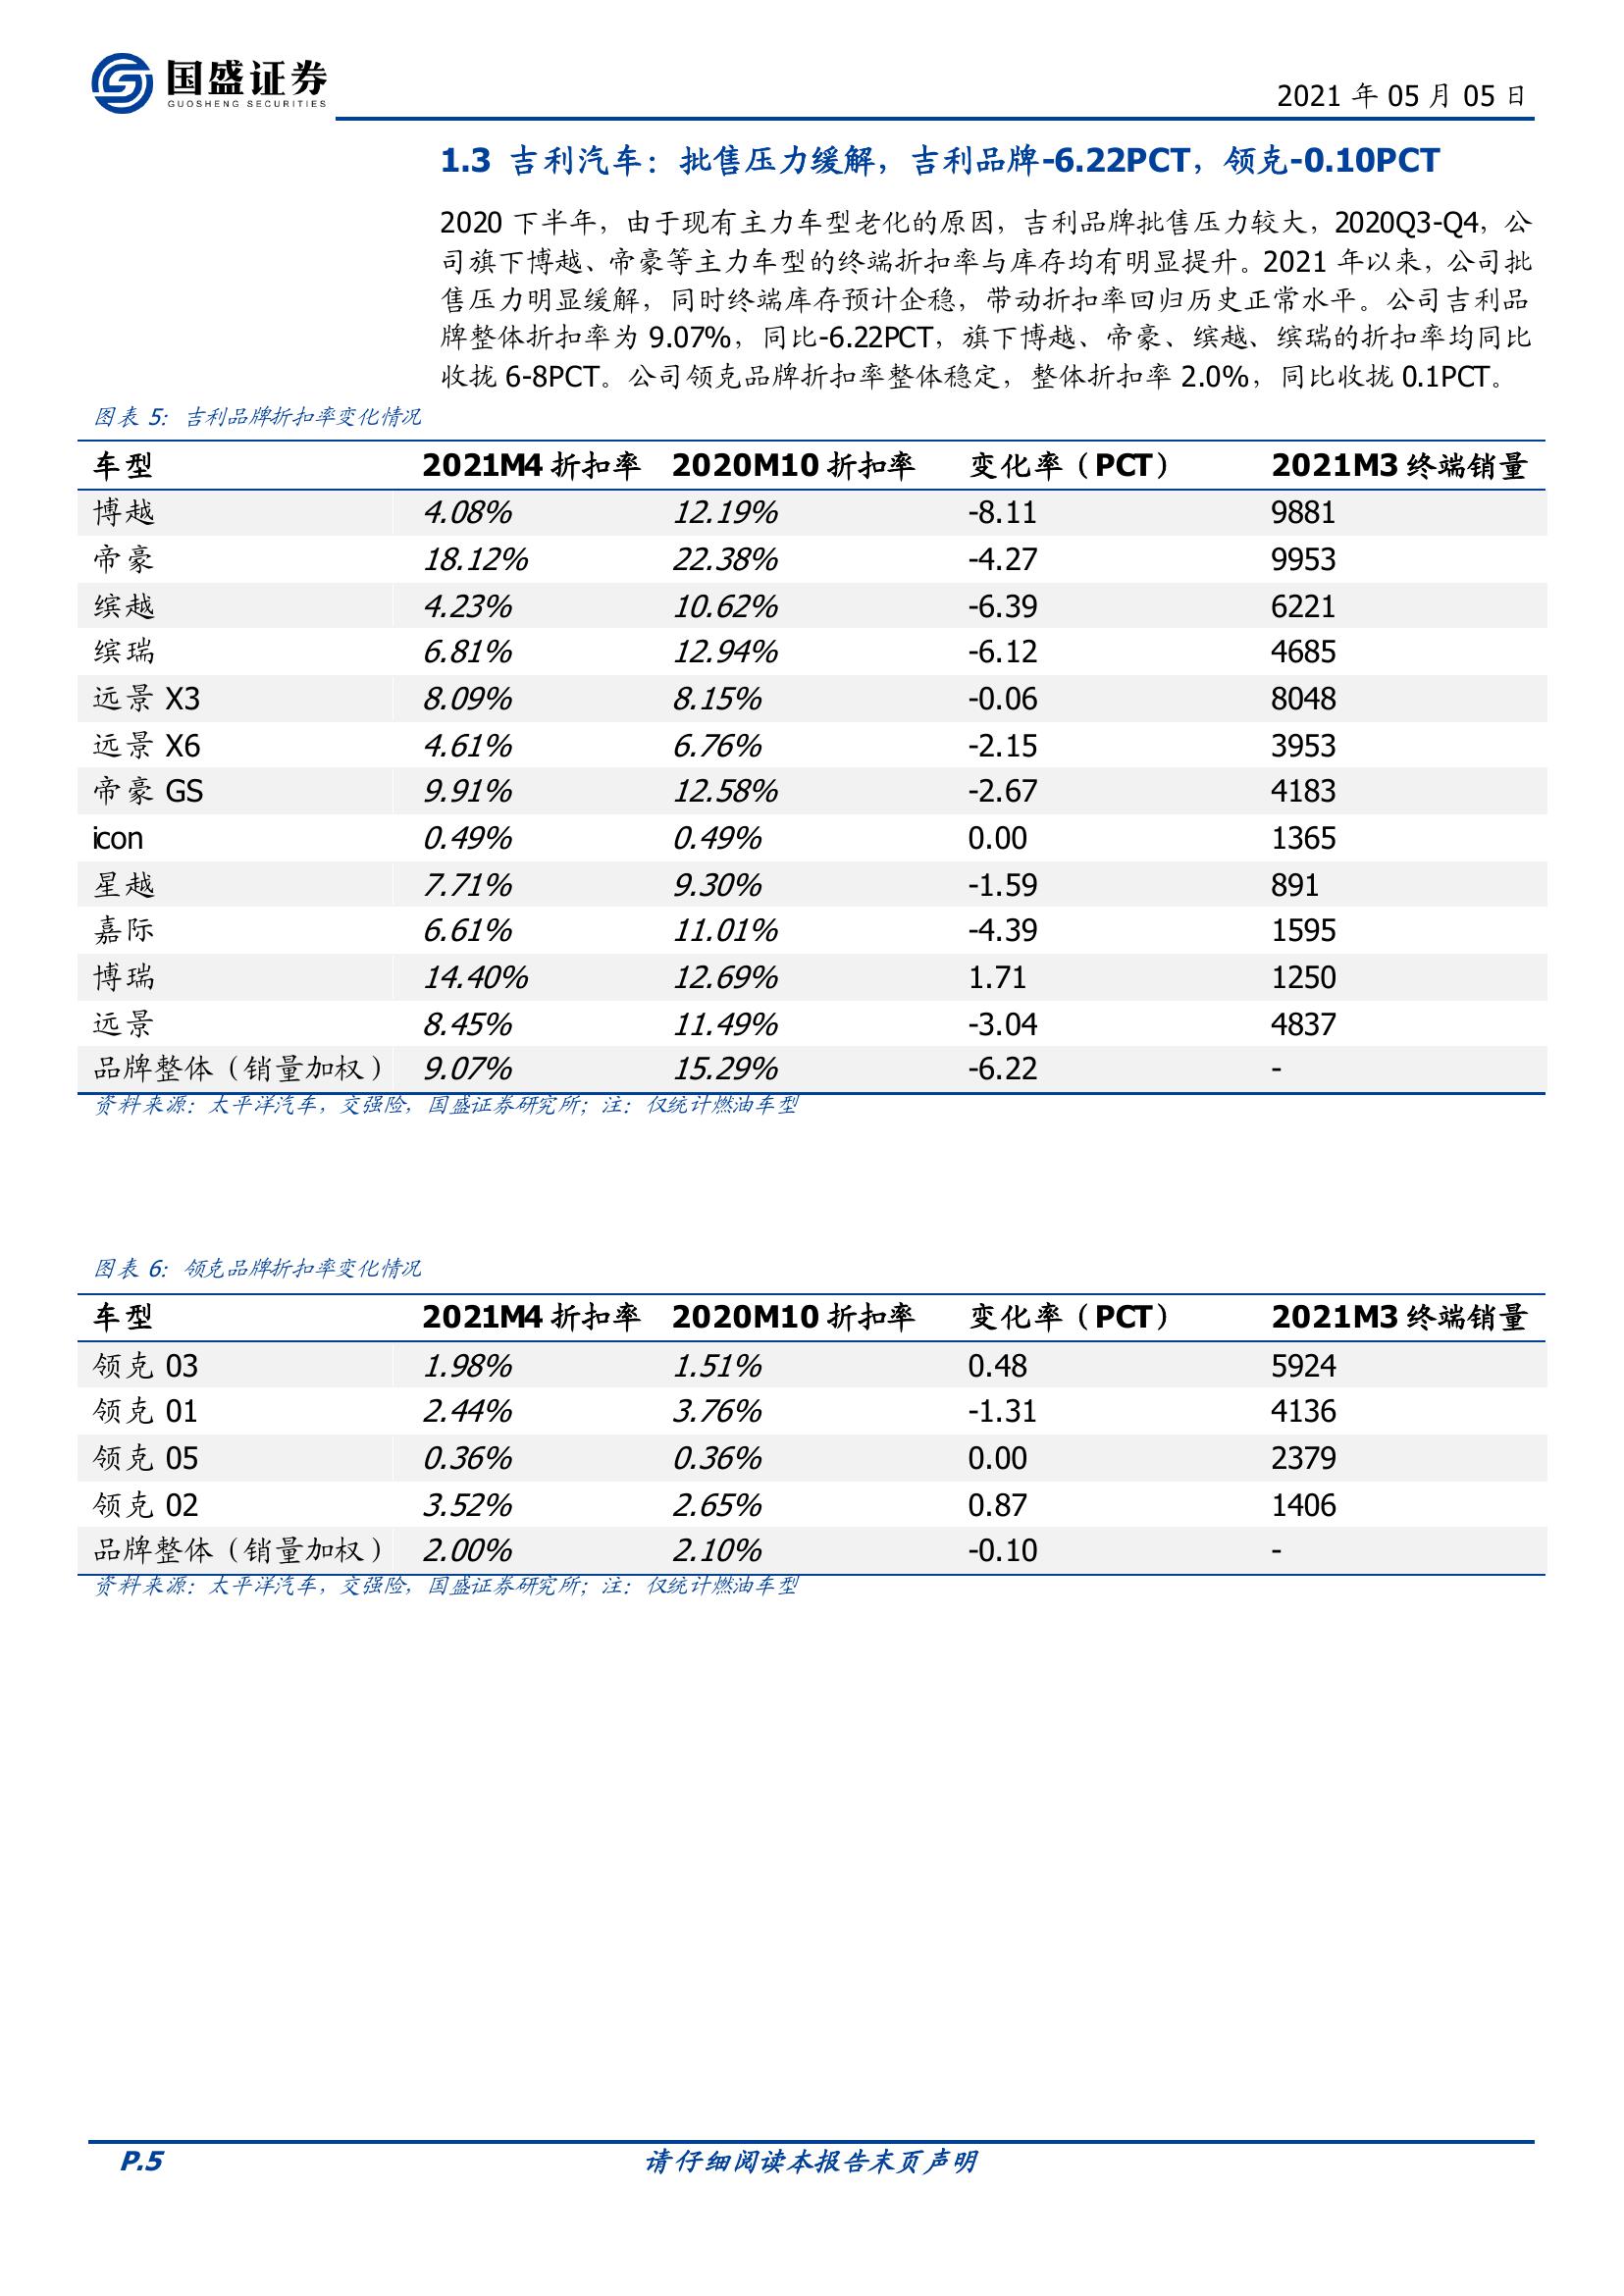 国盛证券
GUOSHENG SECURITIES
2021 年 05 月 05 日
1.3 吉利汽车：批售压力缓解，吉利品牌-6.22PCT，领克-0.10PCT
2020 下半年，由于现有主力车型老化的原因，吉利品牌批售压力较大，2020Q3-Q4，公
司旗下博越、帝豪等主力车型的终端折扣率与库存均有明显提升。2021 年以来，公司批
售压力明显缓解，同时终端库存预计企稳，带动折扣率回归历史正常水平。公司吉利品
牌整体折扣率为 9.07%，同比-6.22PCT，旗下博越、帝豪、缤越、缤瑞的折扣率均同比
收拢 6-8PCT。公司领克品牌折扣率整体稳定，整体折扣率 2.0%，同比收拢 0.1PCT。
图表 5：吉利品牌折扣率变化情况
车型 2021M4 折扣率 2020M10 折扣率 变化率（PCT） 2021M3 终端销量
博越 4.08% 12.19% -8.11 9881
帝豪 18.12% 22.38% -4.27 9953
缤越 4.23% 10.62% -6.39 6221
缤瑞 6.81% 12.94% -6.12 4685
远景 X3 8.09% 8.15% -0.06 8048
远景 X6 4.61% 6.76% -2.15 3953
帝豪 GS 9.91% 12.58% -2.67 4183
icon 0.49% 0.49% 0.00 1365
星越 7.71% 9.30% -1.59 891
嘉际 6.61% 11.01% -4.39 1595
博瑞 14.40% 12.69% 1.71 1250
远景 8.45% 11.49% -3.04 4837
品牌整体（销量加权） 9.07% 15.29% -6.22 -
资料来源：太平洋汽车，交强险，国盛证券研究所；注：仅统计燃油车型
图表 6：领克品牌折扣率变化情况
车型 2021M4 折扣率 2020M10 折扣率 变化率（PCT） 2021M3 终端销量
领克 03 1.98% 1.51% 0.48 5924
领克 01 2.44% 3.76% -1.31 4136
领克 05 0.36% 0.36% 0.00 2379
领克 02 3.52% 2.65% 0.87 1406
品牌整体（销量加权） 2.00% 2.10% -0.10 -
资料来源：太平洋汽车，交强险，国盛证券研究所；注：仅统计燃油车型
P.5 请仔细阅读本报告末页声明